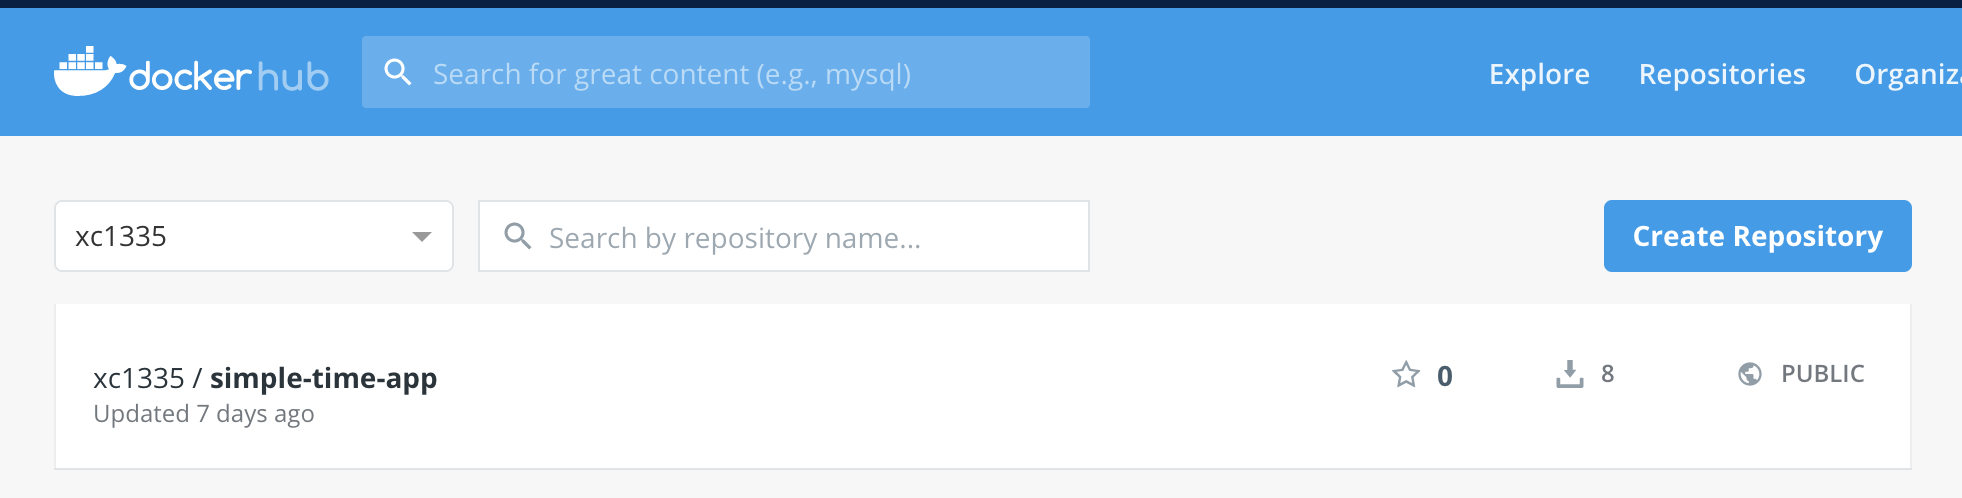 docker hub
Search for great content (e.g., mysql)
Explore
Repositories
Organiz
xc1335
Search by repository name...
Create Repository
xc1335 / simple-time-app
0
8
PUBLIC
Updated 7 days ago